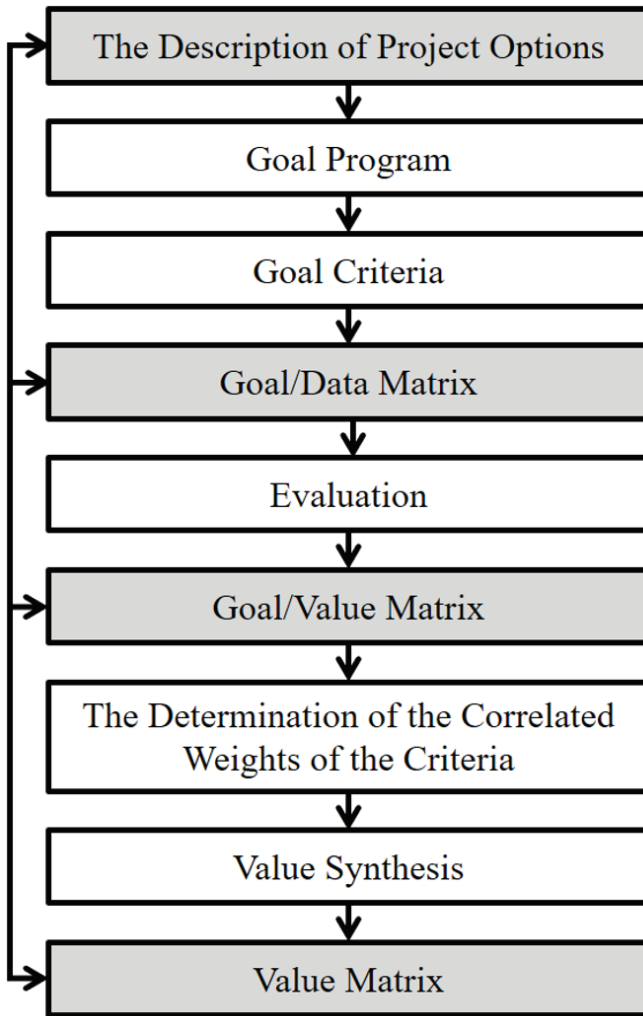 The Description of Project Options
Goal Program
Goal Criteria
Goal/Data Matrix
Evaluation
Goal/Value Matrix
The Determination of the Correlated
Weights of the Criteria
Value Synthesis
Value Matrix